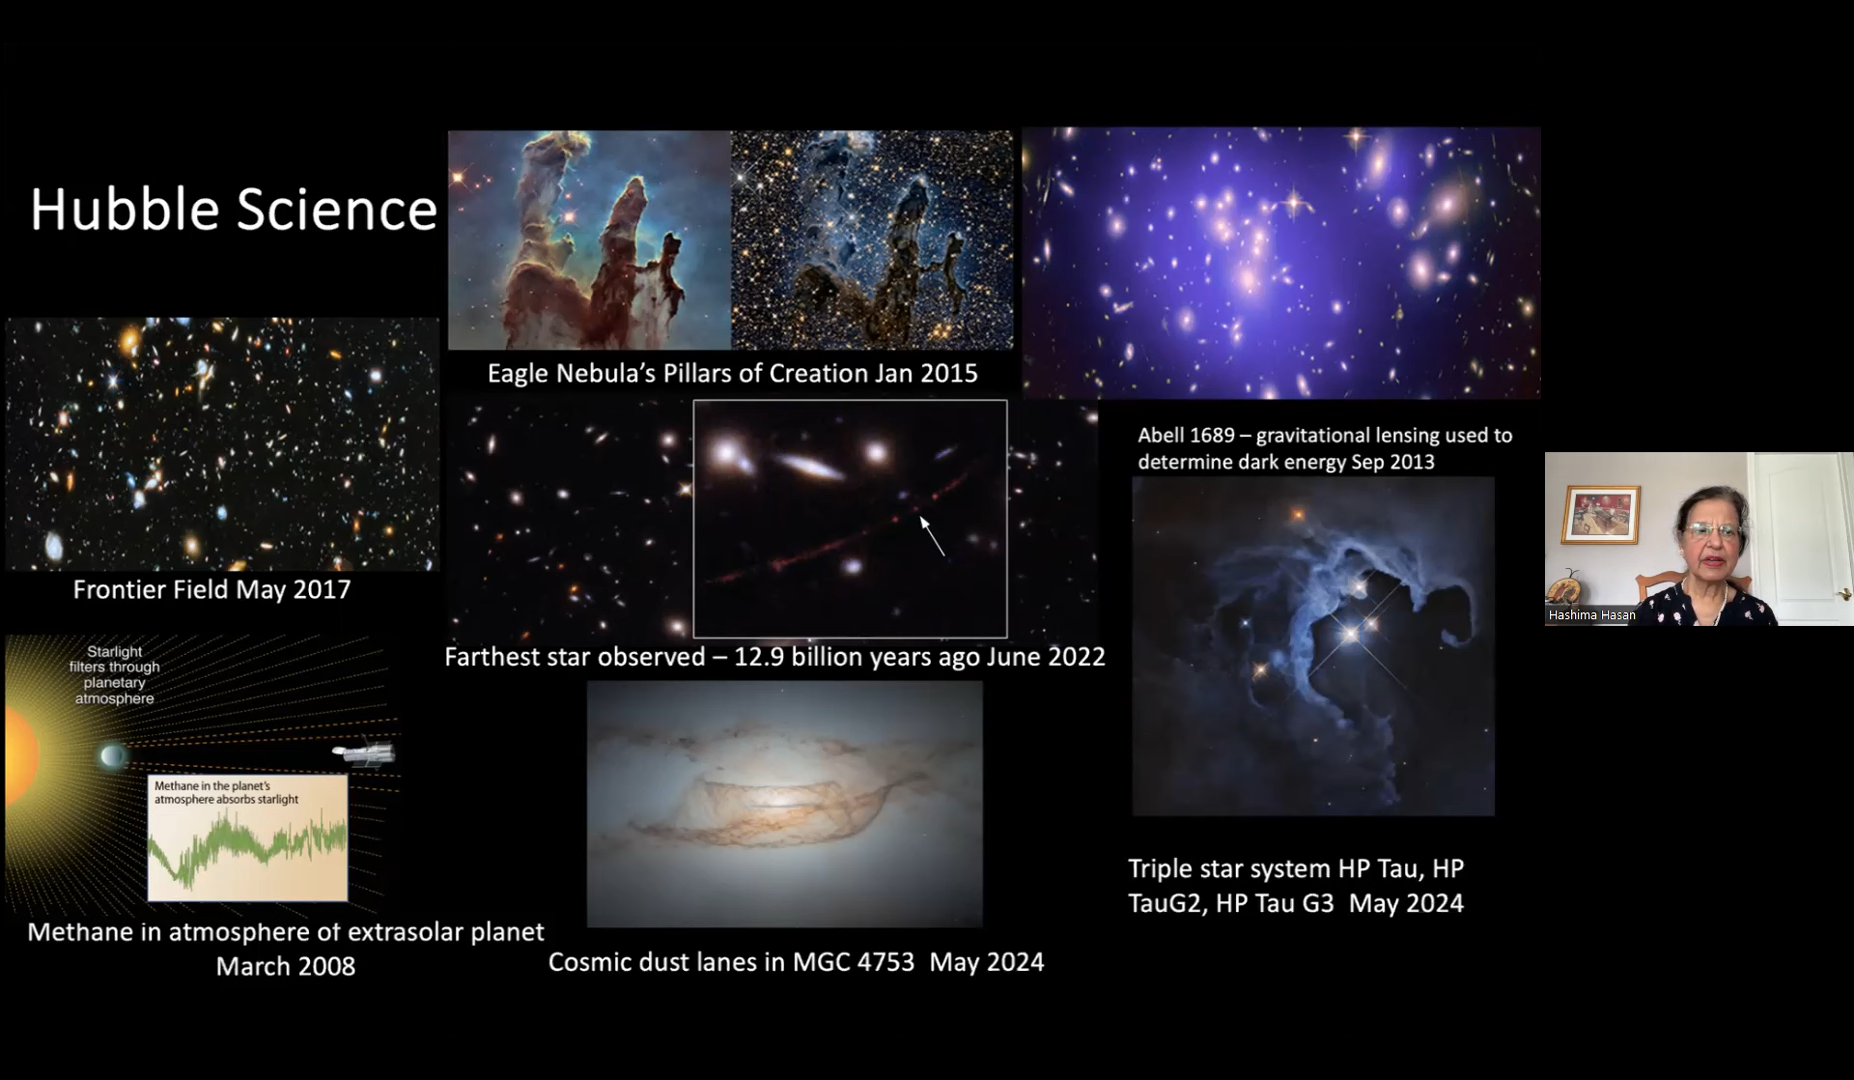 Hubble Science
Eagle Nebula's Pillars of Creation Jan 2015
Abell 1689 – gravitational lensing used to
determine dark energy Sep 2013
Frontier Field May 2017
Farthest star observed – 12.9 billion years ago June 2022
Starlight
filters through
planetary
atmosphere
Methane in the planet's
atmosphere absorbs starlight
Methane in atmosphere of extrasolar planet
March 2008
Cosmic dust lanes in MGC 4753 May 2024
Triple star system HP Tau, HP
TauG2, HP Tau G3 May 2024
Hashima Hasan